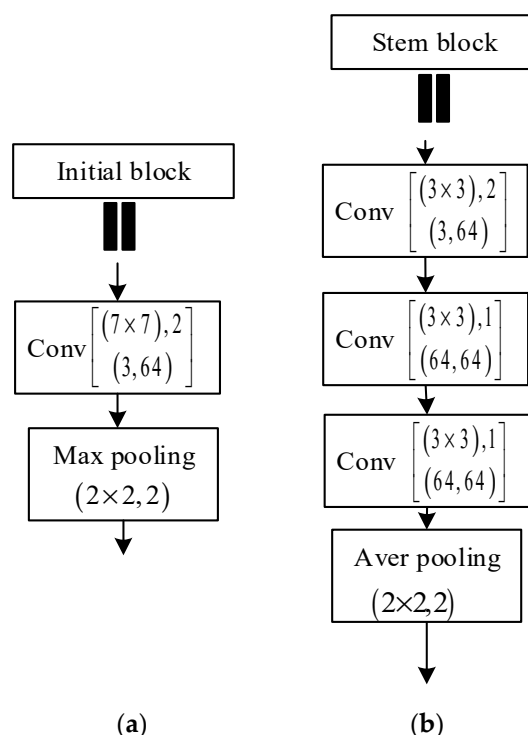 Initial block
Conv [(7×7),2
(3,64)]
Max pooling
(2×2,2)
(a)
Stem block
Conv [(3×3),2
(3,64)]
Conv [(3×3),1
(64,64)]
Conv [(3×3),1
(64,64)]
Aver pooling
(2×2,2)
(b)